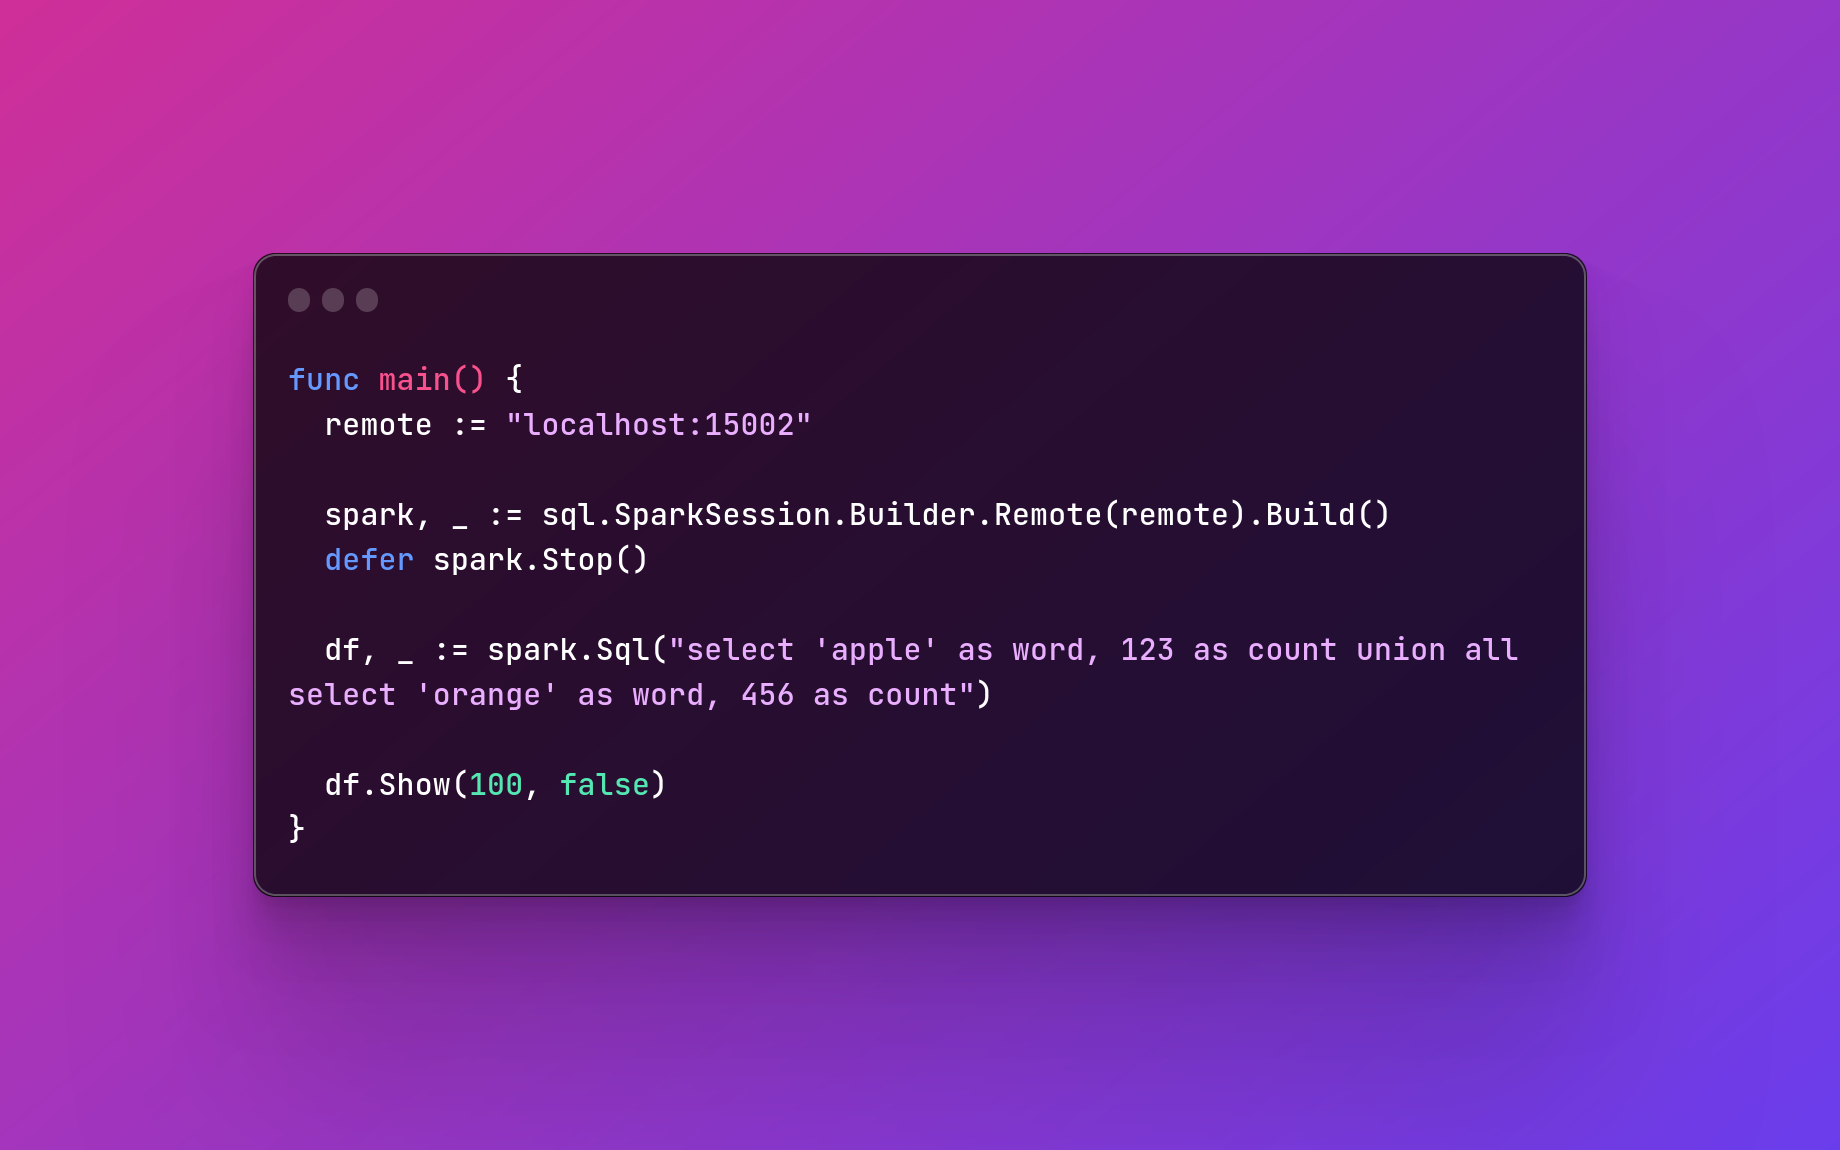 func main() {
  remote := "localhost:15002"

  spark, _ := sql.SparkSession.Builder.Remote(remote).Build()
  defer spark.Stop()

  df, _ := spark.Sql("select 'apple' as word, 123 as count union all
select 'orange' as word, 456 as count")

  df.Show(100, false)
}